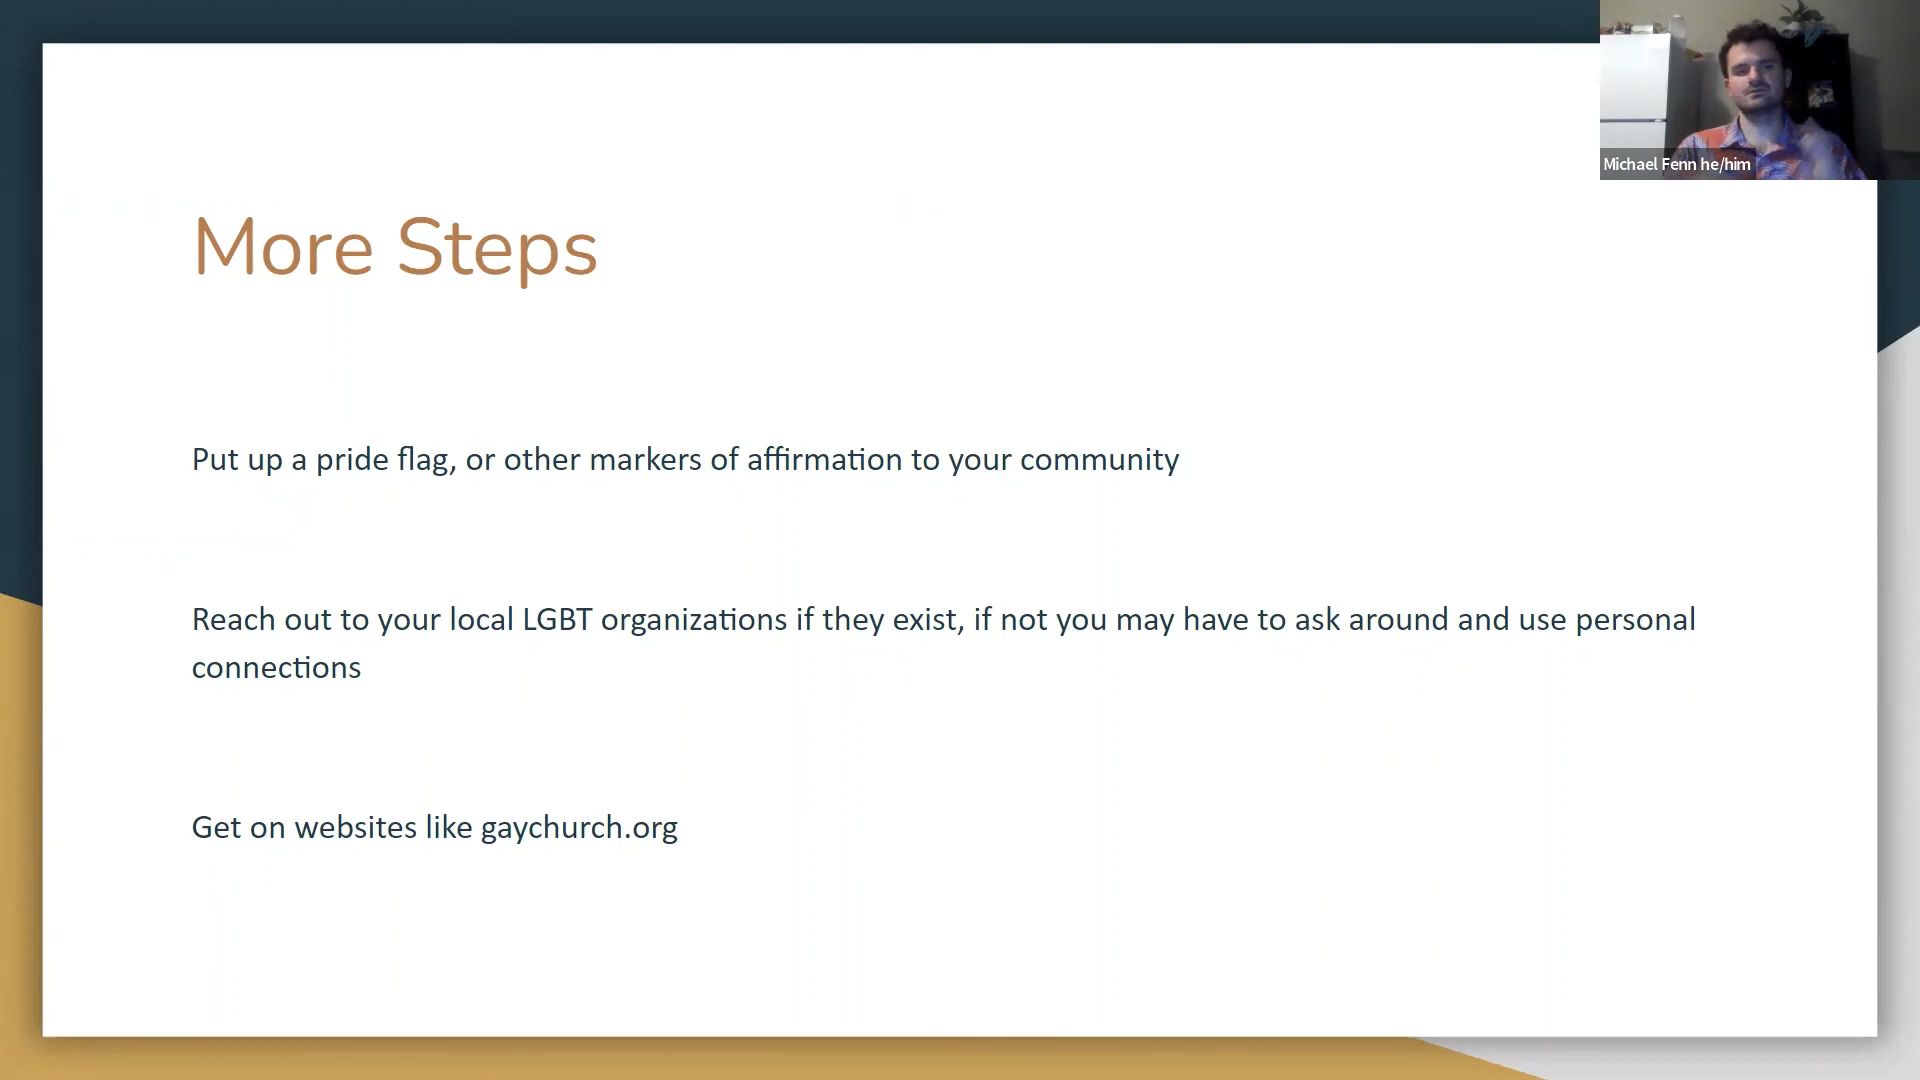 Michael Fenn he/him
More Steps
Put up a pride flag, or other markers of affirmation to your community
Reach out to your local LGBT organizations if they exist, if not you may have to ask around and use personal
connections
Get on websites like gaychurch.org